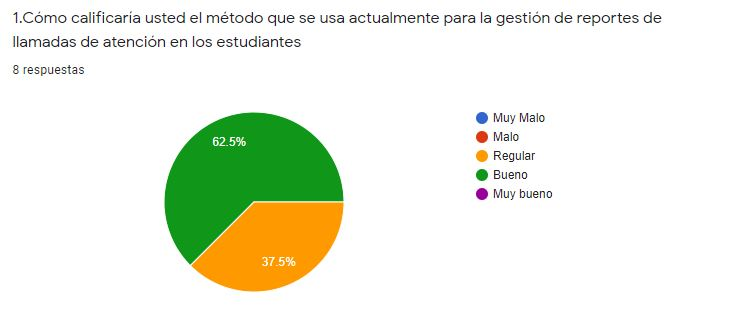 1.Cómo calificaría usted el método que se usa actualmente para la gestión de reportes de
llamadas de atención en los estudiantes
8 respuestas
62.5%
37.5%
Muy Malo
Malo
Regular
Bueno
Muy bueno